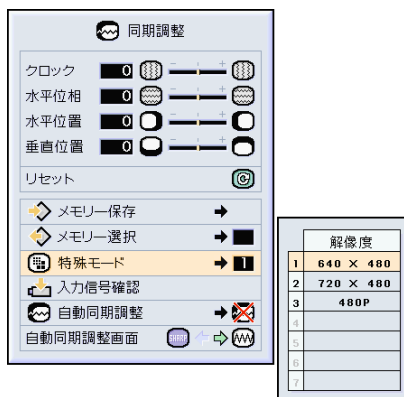 同期調整
クロック 0 - +
水平位相 0 - +
水平位置 0 - +
垂直位置 0 - +
リセット
メモリー保存
メモリー選択
特殊モード 1
入力信号確認
自動同期調整
自動同期調整画面 SHARP
解像度
1 640 × 480
2 720 × 480
3 480P
4
5
6
7